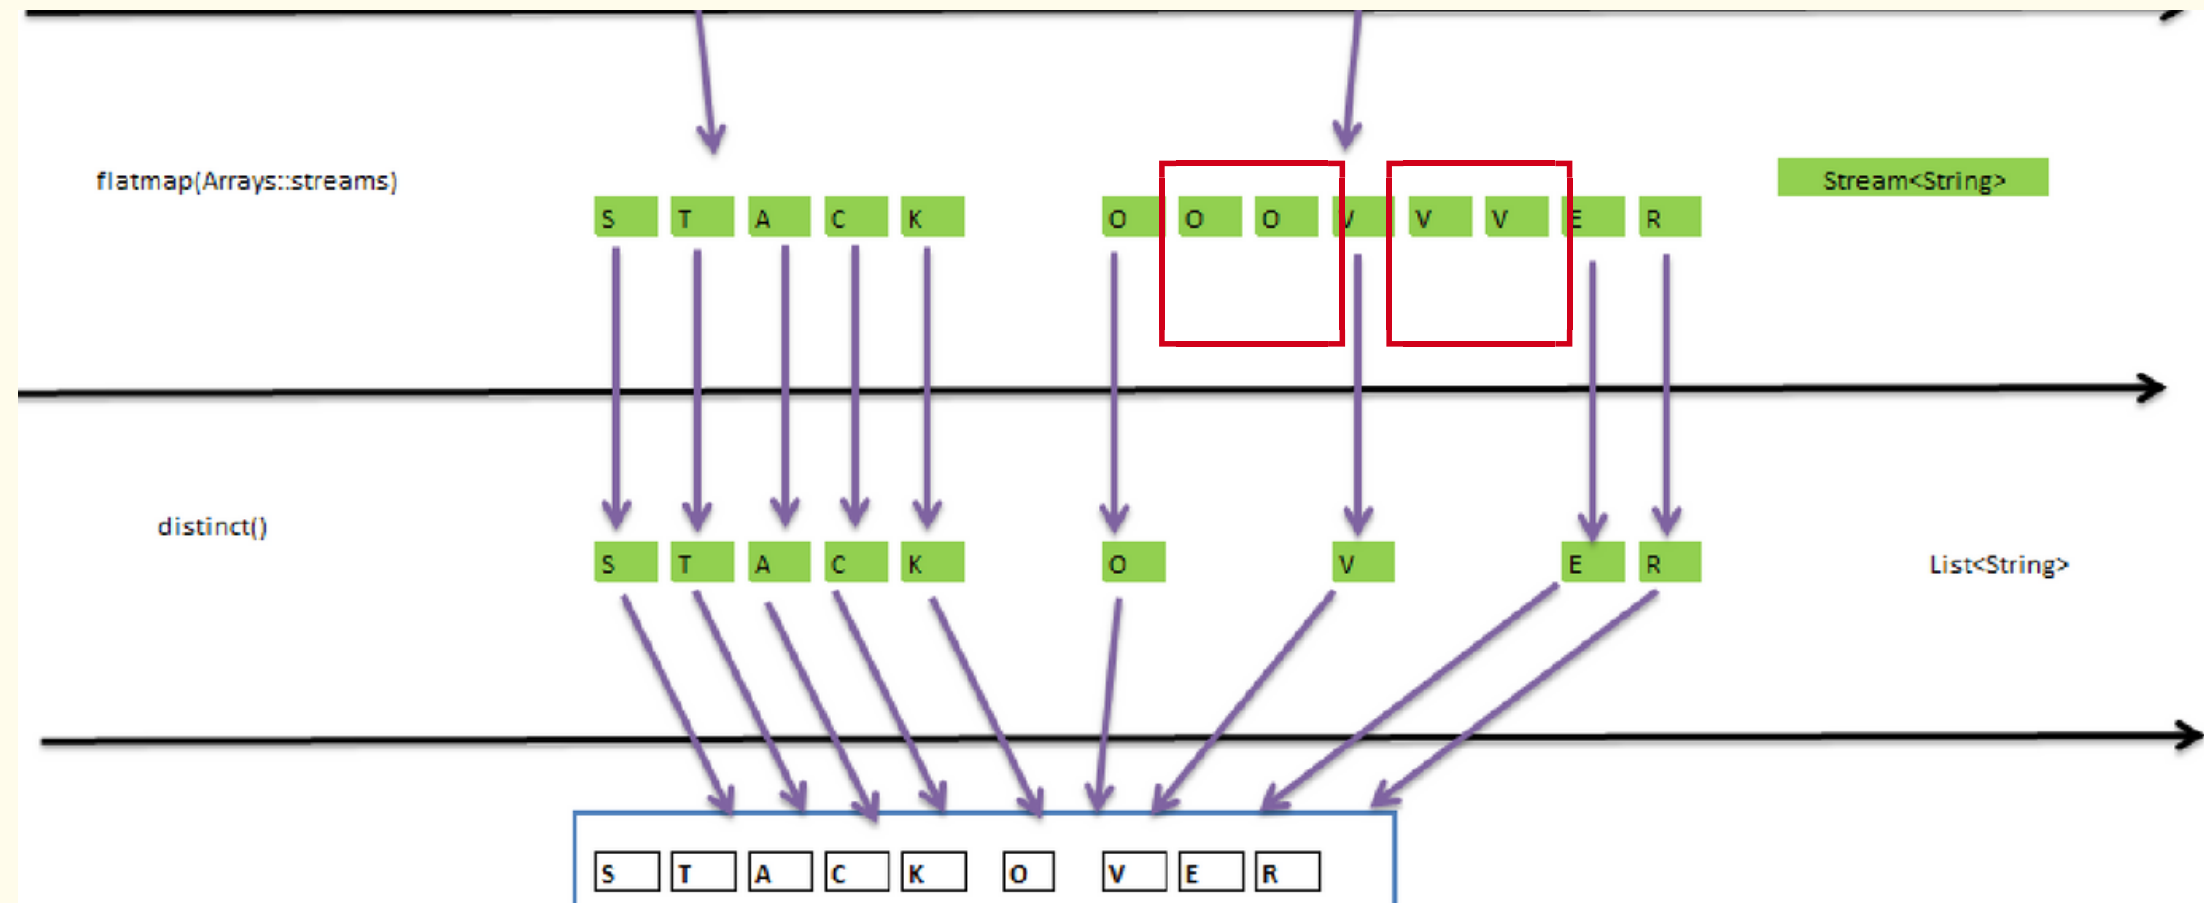 flatmap(Arrays::streams)
Stream<String>
S T A C K O O O V V V E R
distinct()
S T A C K O V E R
List<String>
S T A C K O V E R